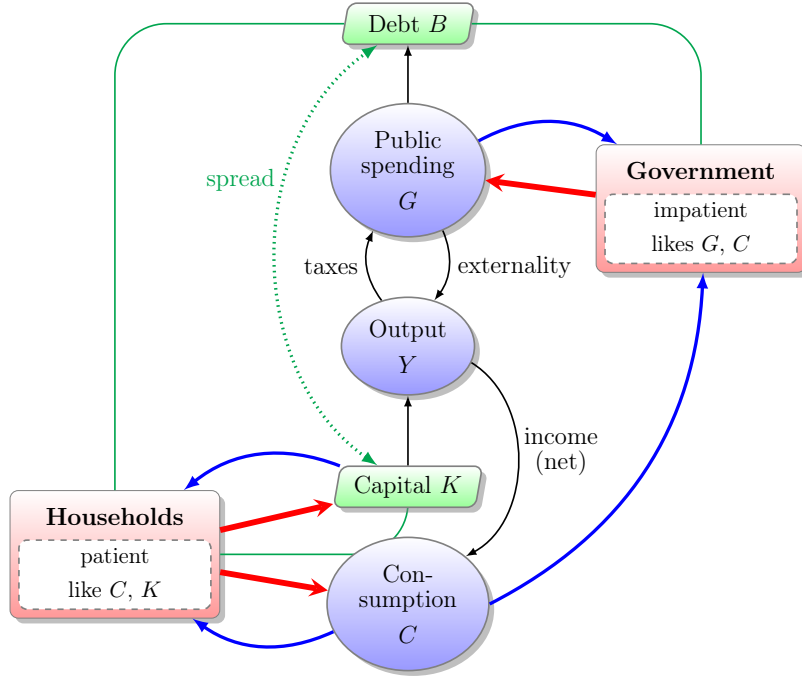 Debt B
Public
spending
G
Government
impatient
likes G, C
spread
taxes
externality
Output
Y
income
(net)
Capital K
Households
patient
like C, K
Con-
sumption
C